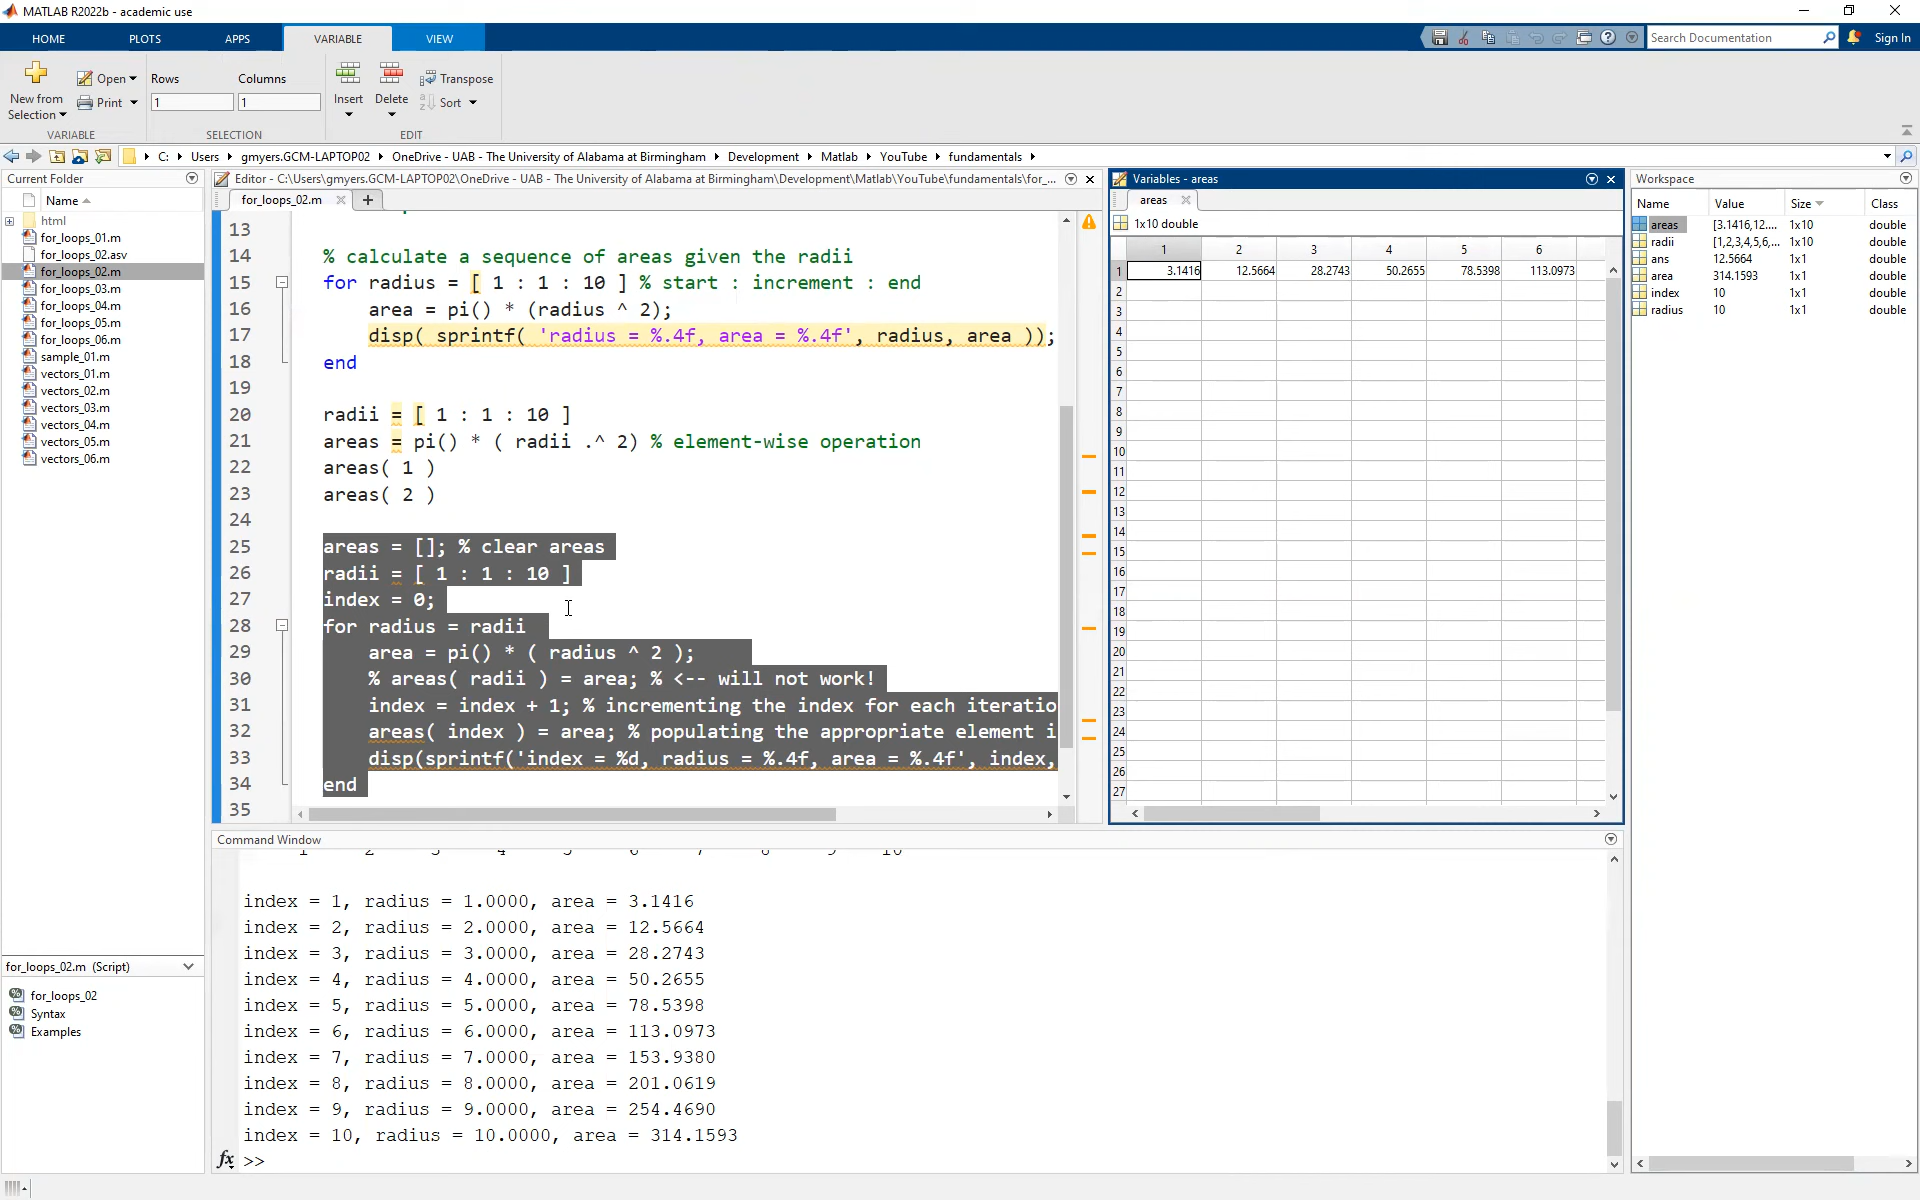 MATLAB R2022b - academic use
HOME PLOTS APPS VARIABLE VIEW
Search Documentation
Sign In
New from
Selection
Open
Print
VARIABLE
Rows Columns
1 1
SELECTION
Insert Delete
Transpose
Sort
EDIT
C: Users gmyers.GCM-LAPTOP02 OneDrive - UAB - The University of Alabama at Birmingham Development Matlab YouTube fundamentals
Current Folder
Name
html
for_loops_01.m
for_loops_02.asv
for_loops_02.m
for_loops_03.m
for_loops_04.m
for_loops_05.m
for_loops_06.m
sample_01.m
vectors_01.m
vectors_02.m
vectors_03.m
vectors_04.m
vectors_05.m
vectors_06.m
for_loops_02.m (Script)
for_loops_02
Syntax
Examples
Editor - C:\Users\gmyers.GCM-LAPTOP02\OneDrive - UAB - The University of Alabama at Birmingham\Development\Matlab\YouTube\fundamentals\for_...
for_loops_02.m
13
14 % calculate a sequence of areas given the radii
15 for radius = [ 1 : 1 : 10 ] % start : increment : end
16 area = pi() * (radius ^ 2);
17 disp( sprintf( 'radius = %.4f, area = %.4f', radius, area ));
18 end
19
20 radii = [ 1 : 1 : 10 ]
21 areas = pi() * ( radii .^ 2) % element-wise operation
22 areas( 1 )
23 areas( 2 )
24
25 areas = []; % clear areas
26 radii = [ 1 : 1 : 10 ]
27 index = 0;
28 for radius = radii
29 area = pi() * ( radius ^ 2 );
30 % areas( radii ) = area; % <-- will not work!
31 index = index + 1; % incrementing the index for each iteratio
32 areas( index ) = area; % populating the appropriate element i
33 disp(sprintf('index = %d, radius = %.4f, area = %.4f', index,
34 end
35
Variables - areas
areas
1x10 double
1 2 3 4 5 6
1 3.1416 12.5664 28.2743 50.2655 78.5398 113.0973
2
3
4
5
6
7
8
9
10
11
12
13
14
15
16
17
18
19
20
21
22
23
24
25
26
27
Workspace
Name Value Size Class
areas [3.1416,12.... 1x10 double
radii [1,2,3,4,5,6,... 1x10 double
ans 12.5664 1x1 double
area 314.1593 1x1 double
index 10 1x1 double
radius 10 1x1 double
Command Window
1 2 3 4 5 6 7 8 9 10
index = 1, radius = 1.0000, area = 3.1416
index = 2, radius = 2.0000, area = 12.5664
index = 3, radius = 3.0000, area = 28.2743
index = 4, radius = 4.0000, area = 50.2655
index = 5, radius = 5.0000, area = 78.5398
index = 6, radius = 6.0000, area = 113.0973
index = 7, radius = 7.0000, area = 153.9380
index = 8, radius = 8.0000, area = 201.0619
index = 9, radius = 9.0000, area = 254.4690
index = 10, radius = 10.0000, area = 314.1593
fx >>